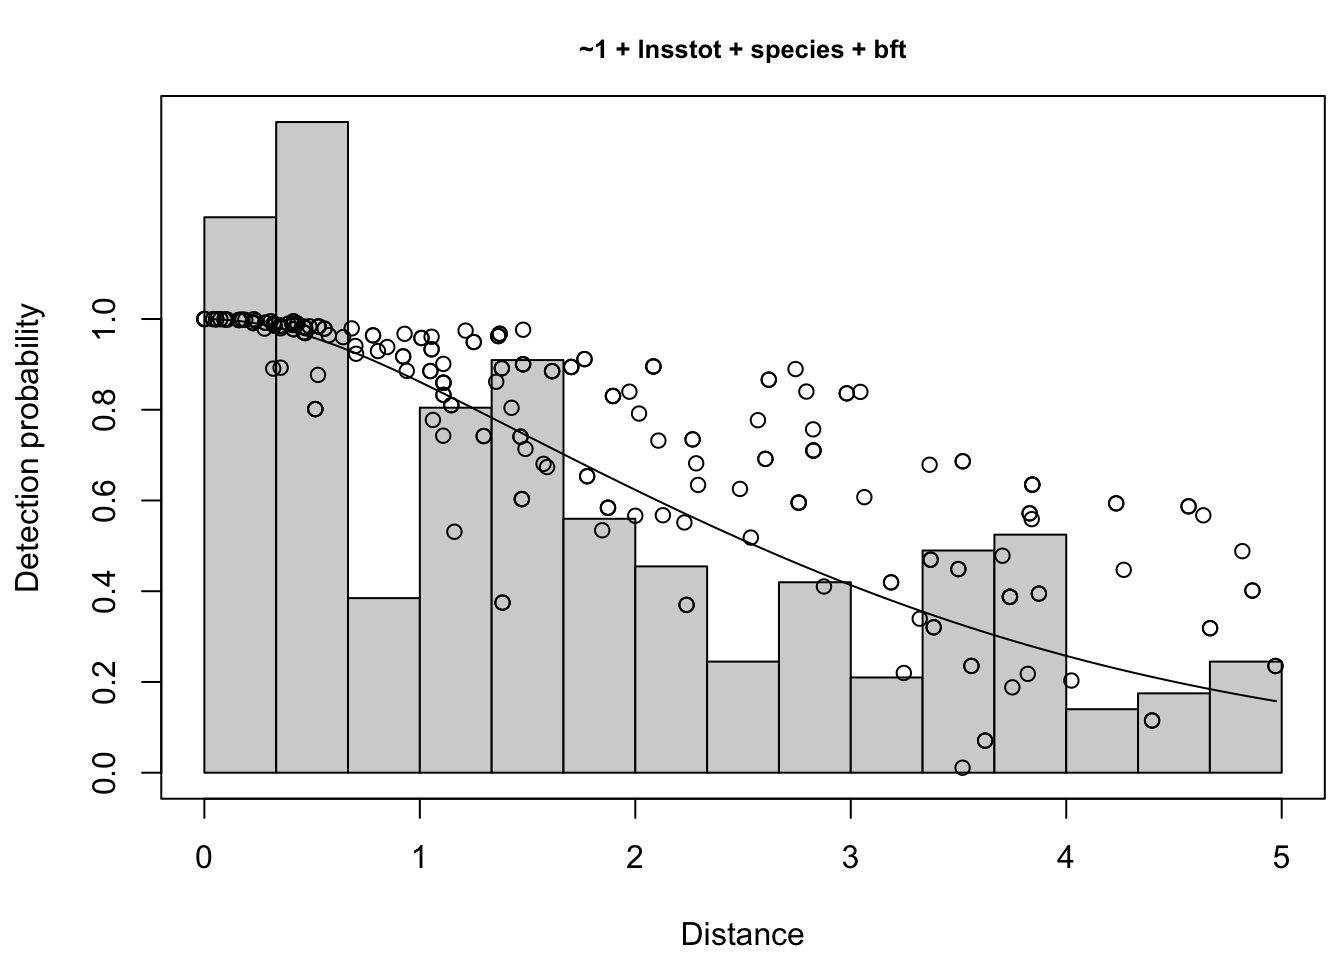 ~1 + lnsstot + species + bft
Detection probability
1.0
0.8
0.6
0.4
0.2
0.0
0 1 2 3 4 5
Distance